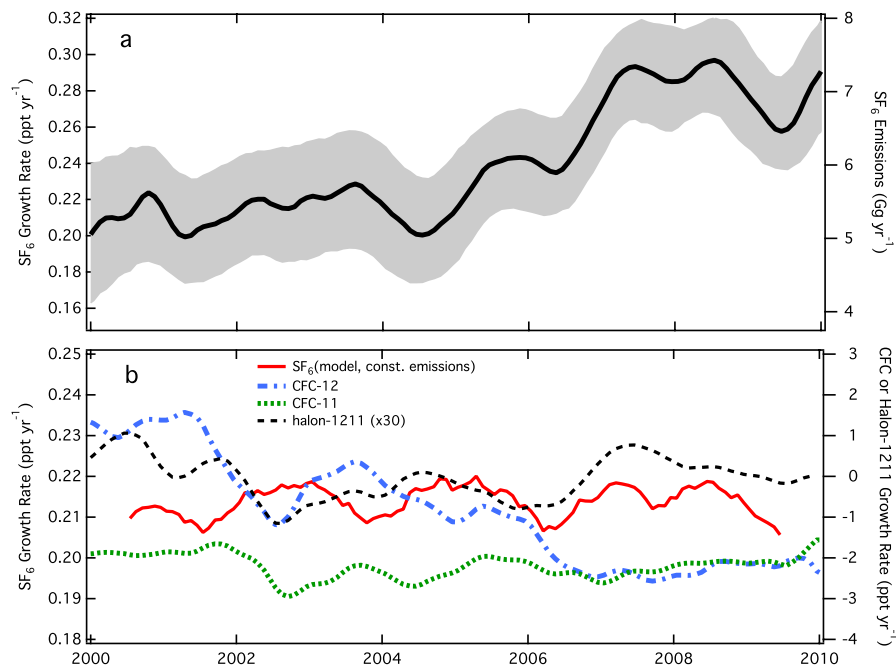 a
0.32
0.30
0.28
0.26
0.24
0.22
0.20
0.18
0.16
SF6 Growth Rate (ppt yr-1)
8
7
6
5
4
SF6 Emissions (Gg yr-1)
b
0.25
0.24
0.23
0.22
0.21
0.20
0.19
0.18
SF6 Growth Rate (ppt yr-1)
SF6(model, const. emissions)
CFC-12
CFC-11
halon-1211 (x30)
3
2
1
0
-1
-2
-3
-4
CFC or Halon-1211 Growth Rate (ppt yr-1)
2000 2002 2004 2006 2008 2010